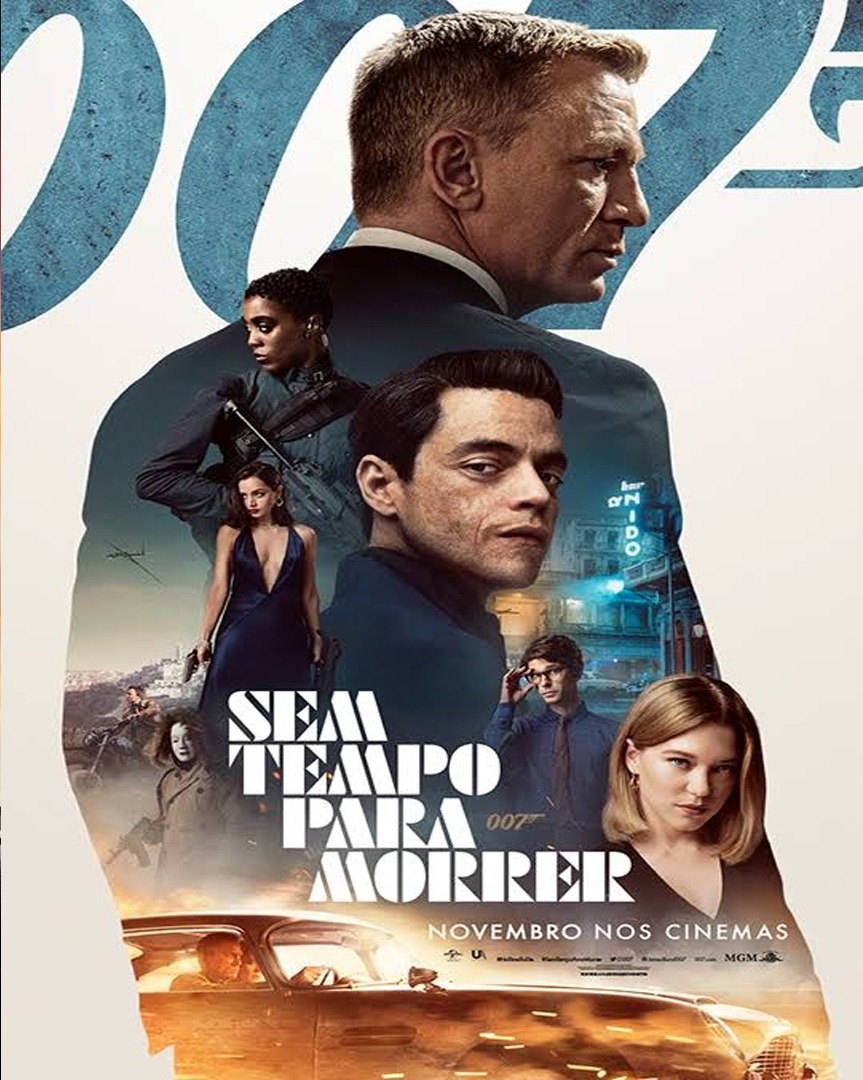 007
bar
NIDO
SEM
TEMPO
PARA
MORRER
007
NOVEMBRO NOS CINEMAS
MGM